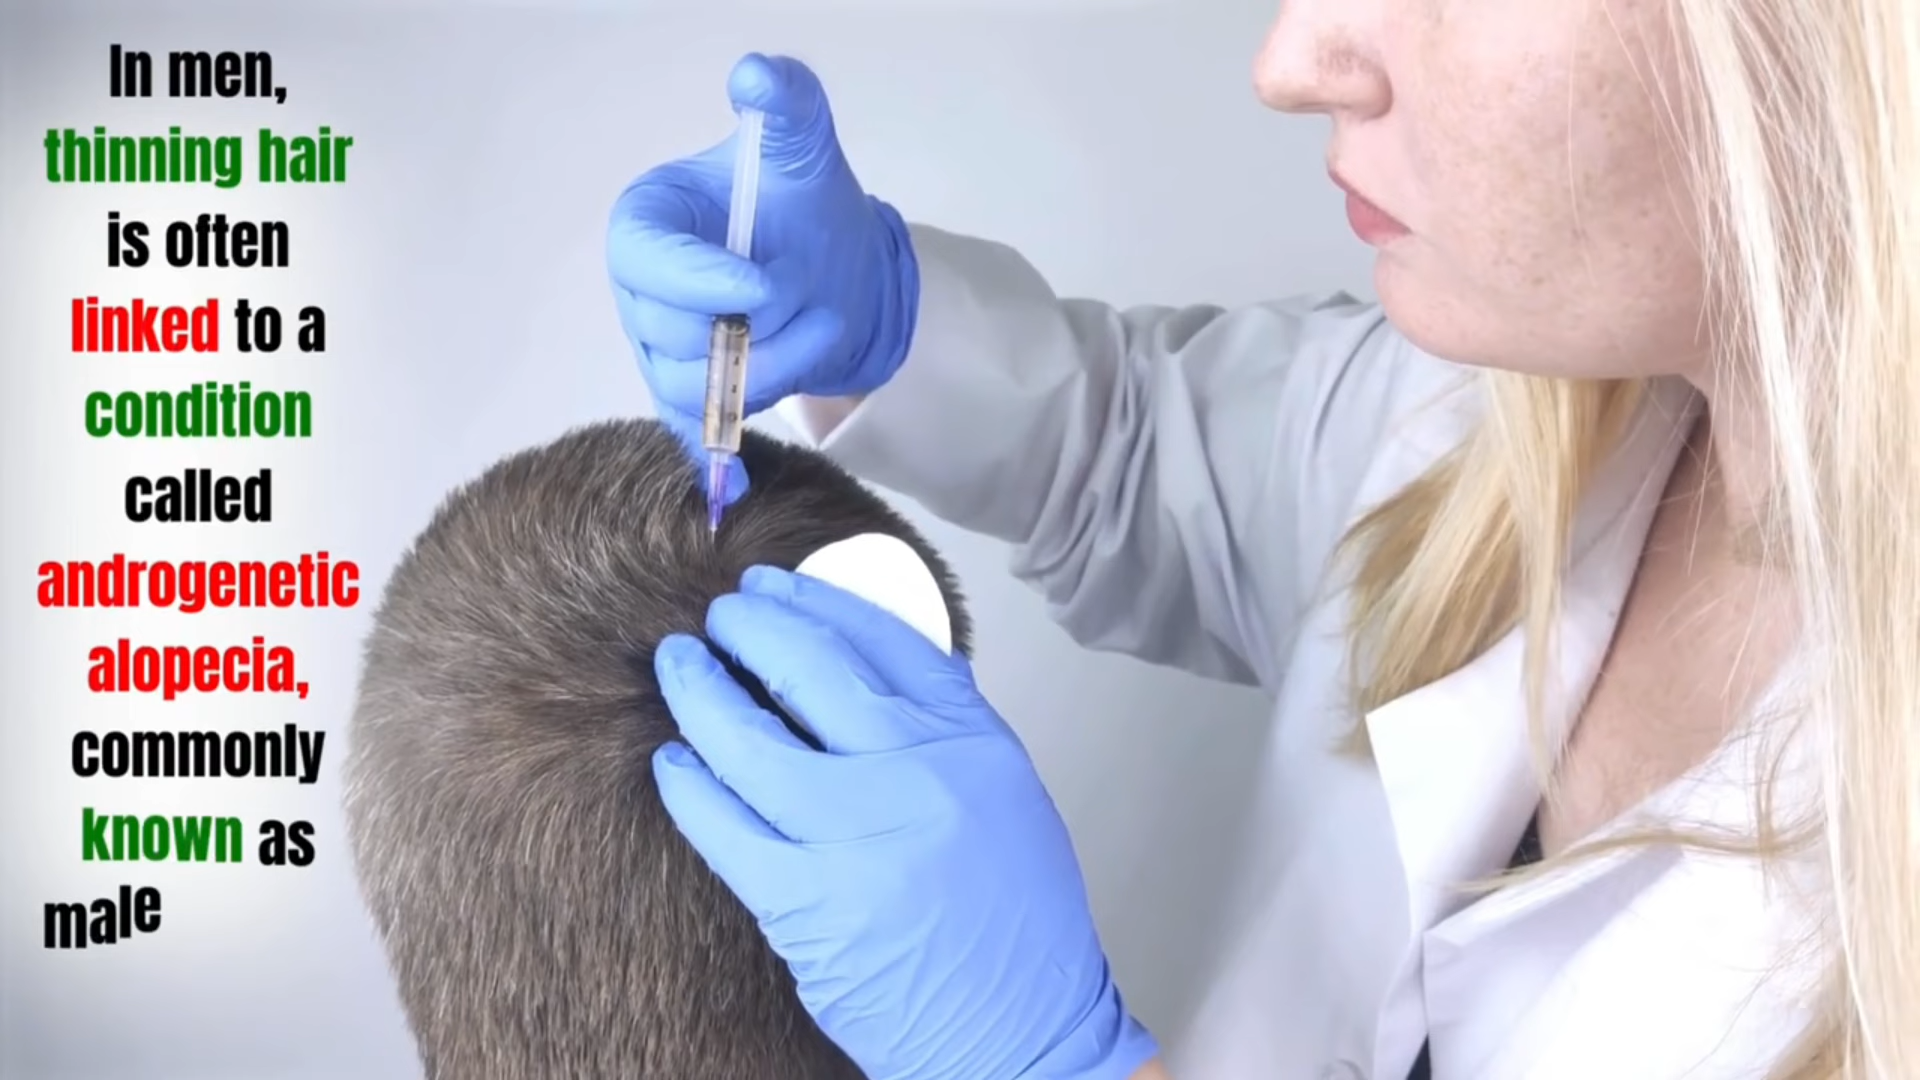 In men,
thinning hair
is often
linked to a
condition
called
androgenetic
alopecia,
commonly
known as
male